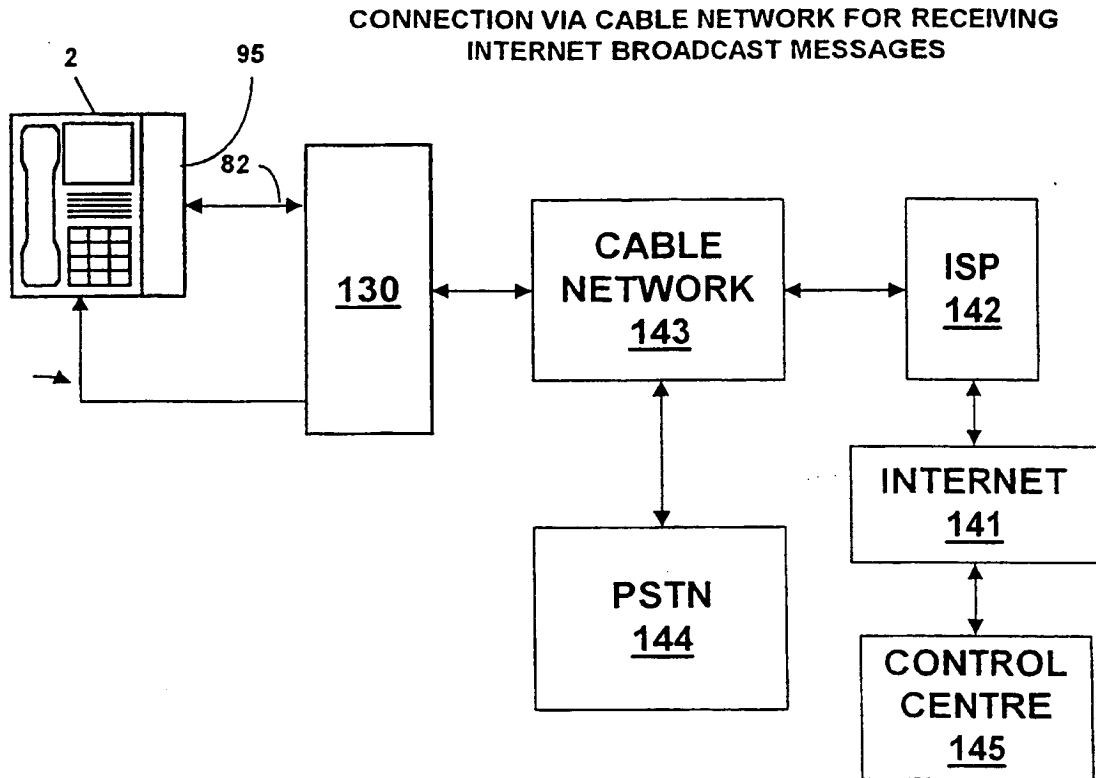 CONNECTION VIA CABLE NETWORK FOR RECEIVING
INTERNET BROADCAST MESSAGES
2
95
82
130
CABLE
NETWORK
143
ISP
142
INTERNET
141
PSTN
144
CONTROL
CENTRE
145